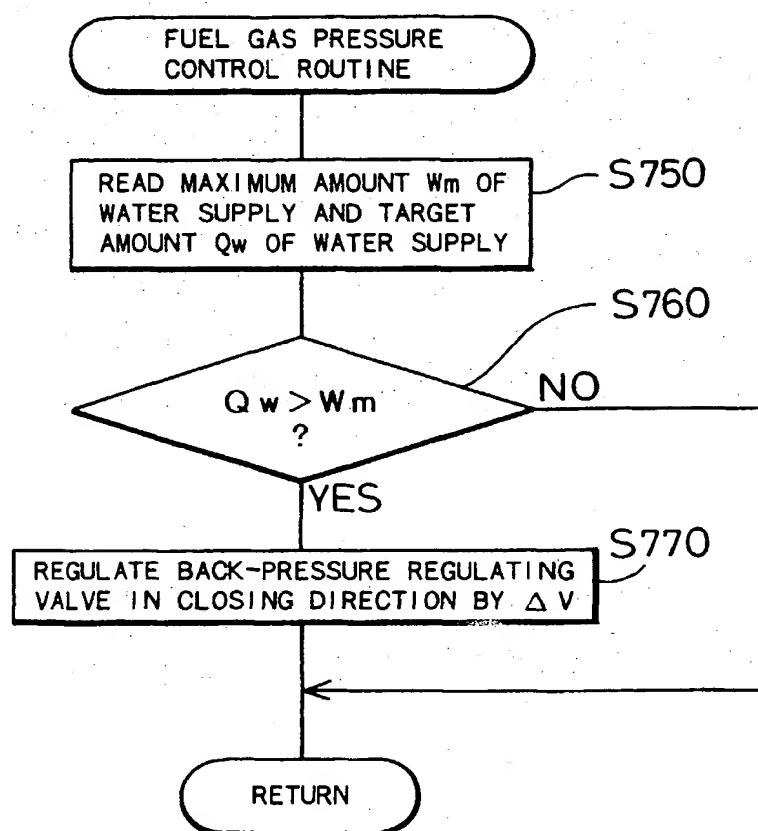 FUEL GAS PRESSURE
CONTROL ROUTINE
READ MAXIMUM AMOUNT Wm OF
WATER SUPPLY AND TARGET
AMOUNT Qw OF WATER SUPPLY
S750
S760
Qw>Wm
?
NO
YES
S770
REGULATE BACK-PRESSURE REGULATING
VALVE IN CLOSING DIRECTION BY △V
RETURN